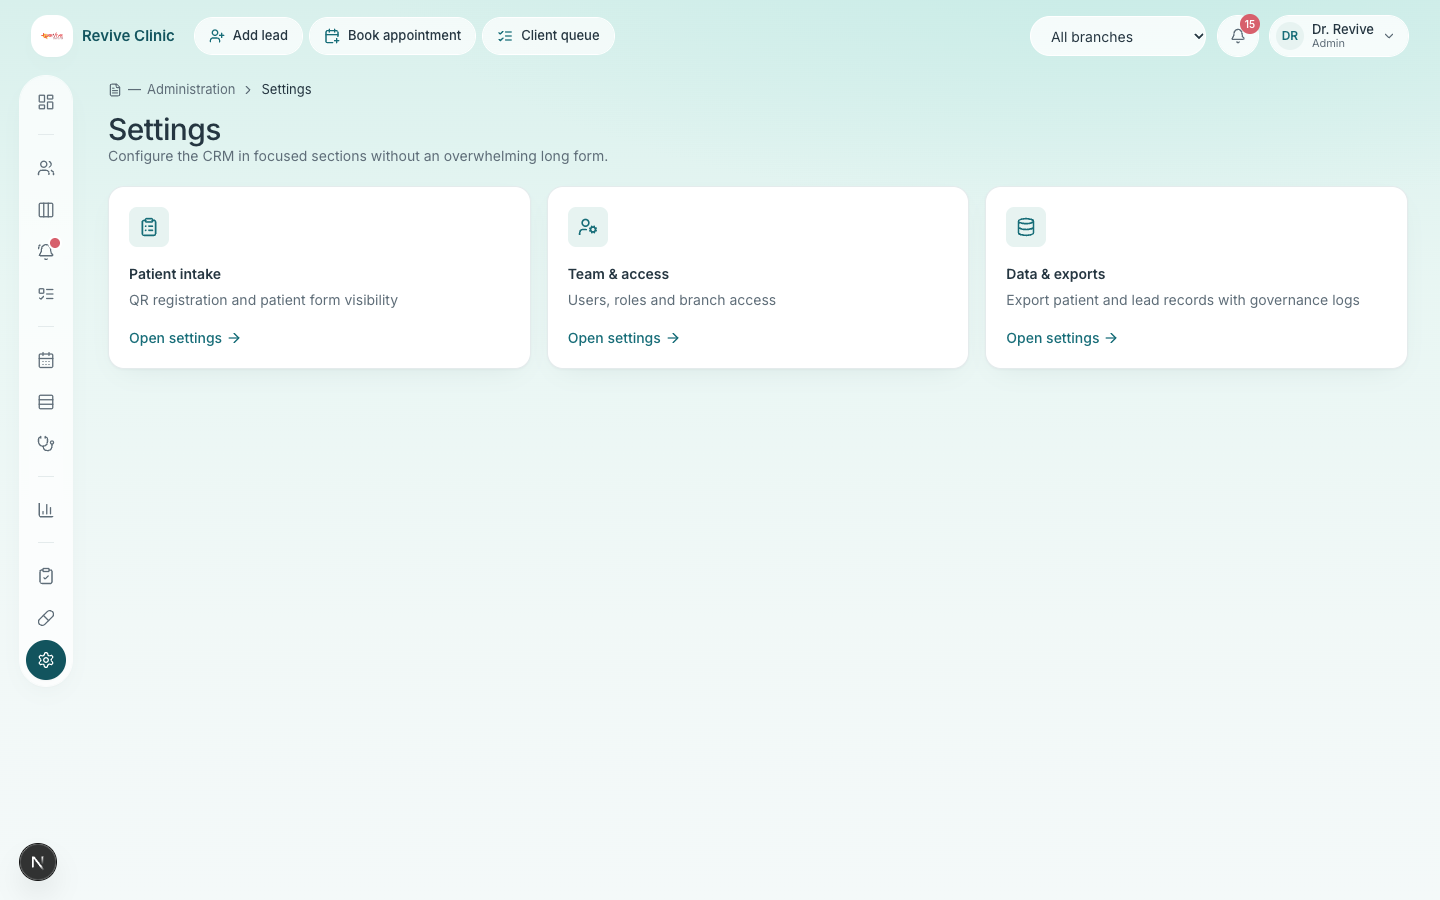 Revive Clinic
Add lead
Book appointment
Client queue
All branches
15
DR
Dr. Revive
Admin
— Administration > Settings
Settings
Configure the CRM in focused sections without an overwhelming long form.
Patient intake
QR registration and patient form visibility
Open settings →
Team & access
Users, roles and branch access
Open settings →
Data & exports
Export patient and lead records with governance logs
Open settings →
N